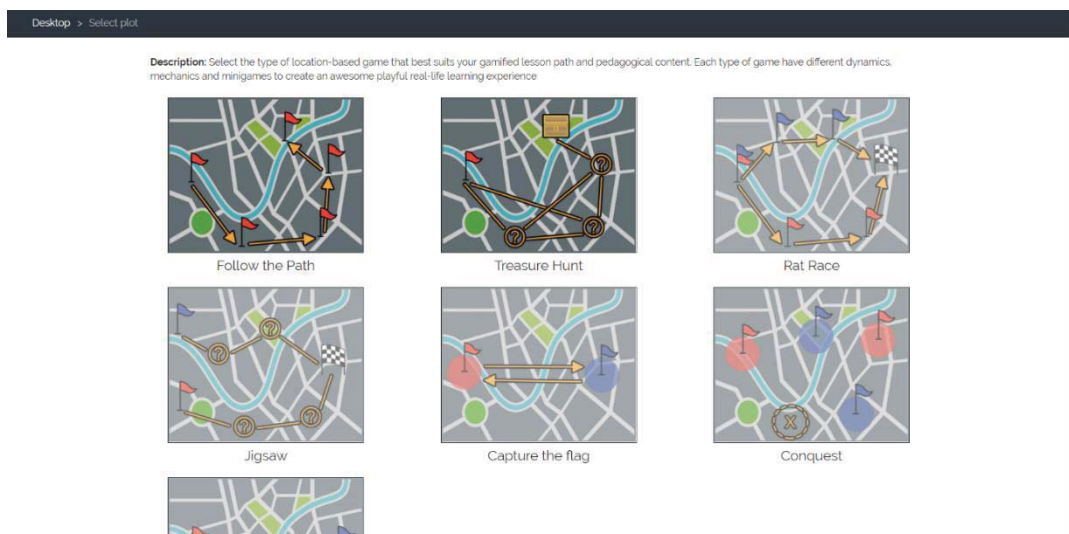 Desktop > Select plot
Description: Select the type of location-based game that best suits your gamified lesson path and pedagogical content. Each type of game have different dynamics,
mechanics and minigames to create an awesome playful real-life learning experience
? ? ?
Follow the Path Treasure Hunt Rat Race
? ? ? ? X
Jigsaw Capture the flag Conquest